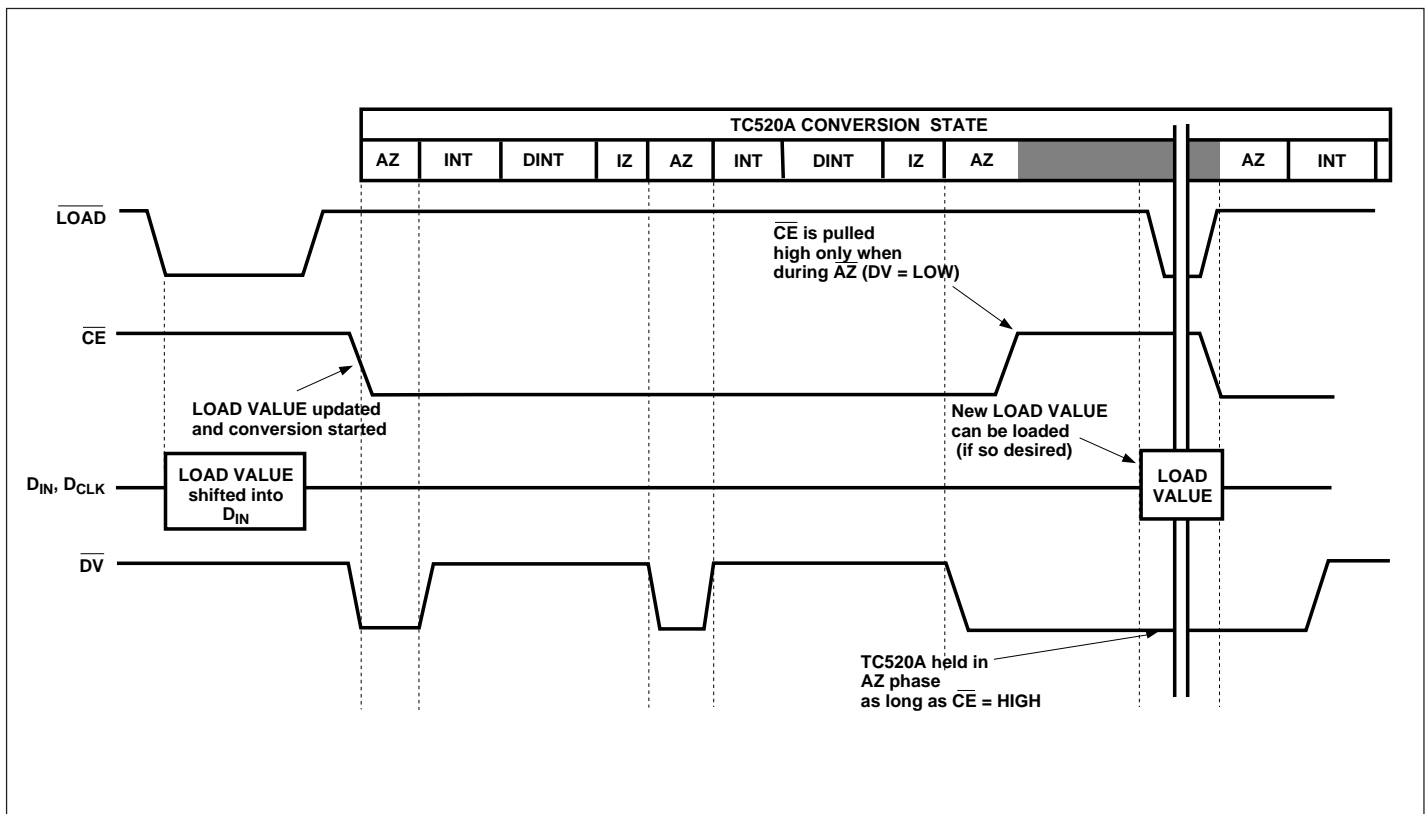 TC520A CONVERSION STATE
AZ INT DINT IZ AZ INT DINT IZ AZ AZ INT
LOAD
CE is pulled
high only when
during AZ (DV = LOW)
CE
LOAD VALUE updated
and conversion started
New LOAD VALUE
can be loaded
(if so desired)
DIN, DCLK
LOAD VALUE
shifted into
DIN
LOAD
VALUE
DV
TC520A held in
AZ phase
as long as CE = HIGH